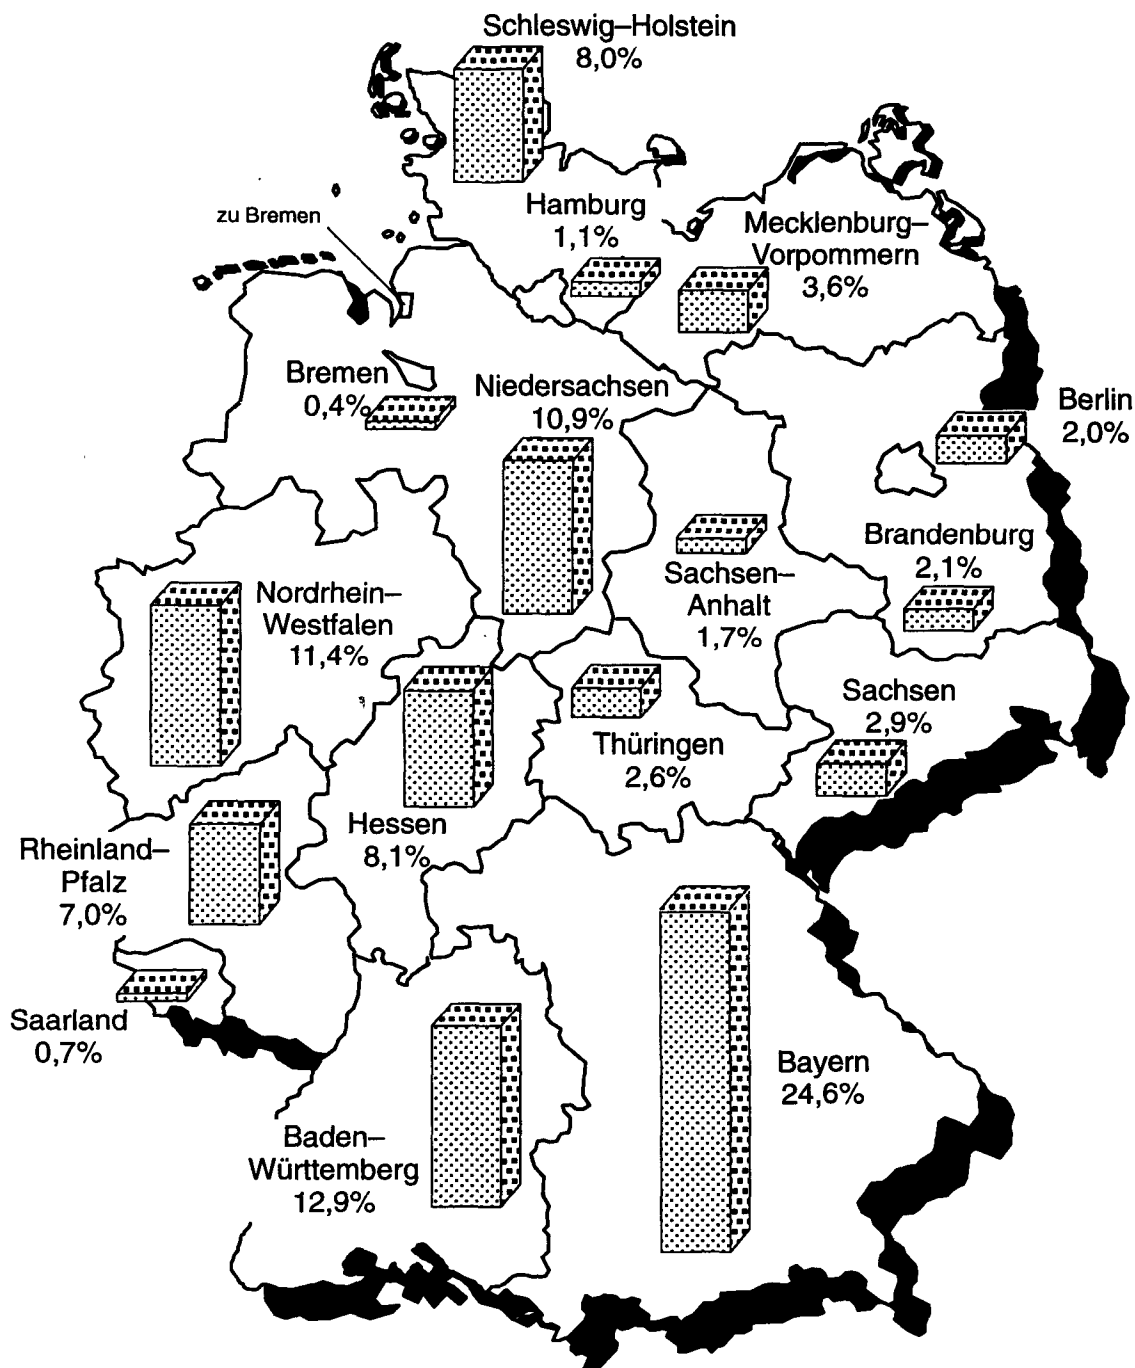 Schleswig–Holstein
8,0%
zu Bremen
Hamburg
1,1%
Mecklenburg–
Vorpommern
3,6%
Bremen
0,4%
Niedersachsen
10,9%
Berlin
2,0%
Brandenburg
2,1%
Sachsen–
Anhalt
1,7%
Nordrhein–
Westfalen
11,4%
Sachsen
2,9%
Thüringen
2,6%
Hessen
8,1%
Rheinland–
Pfalz
7,0%
Saarland
0,7%
Bayern
24,6%
Baden–
Württemberg
12,9%